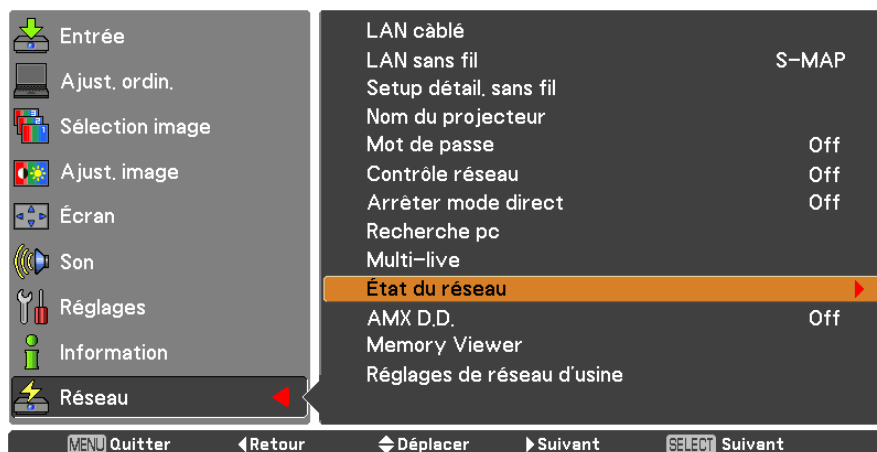 Entrée
Ajust. ordin.
Sélection image
Ajust. image
Écran
Son
Réglages
Information
Réseau
LAN càblé
LAN sans fil S-MAP
Setup détail. sans fil
Nom du projecteur
Mot de passe Off
Contrôle réseau Off
Arrêter mode direct Off
Recherche pc
Multi-live
État du réseau
AMX D.D. Off
Memory Viewer
Réglages de réseau d'usine
MENU Quitter Retour Déplacer Suivant SELECT Suivant